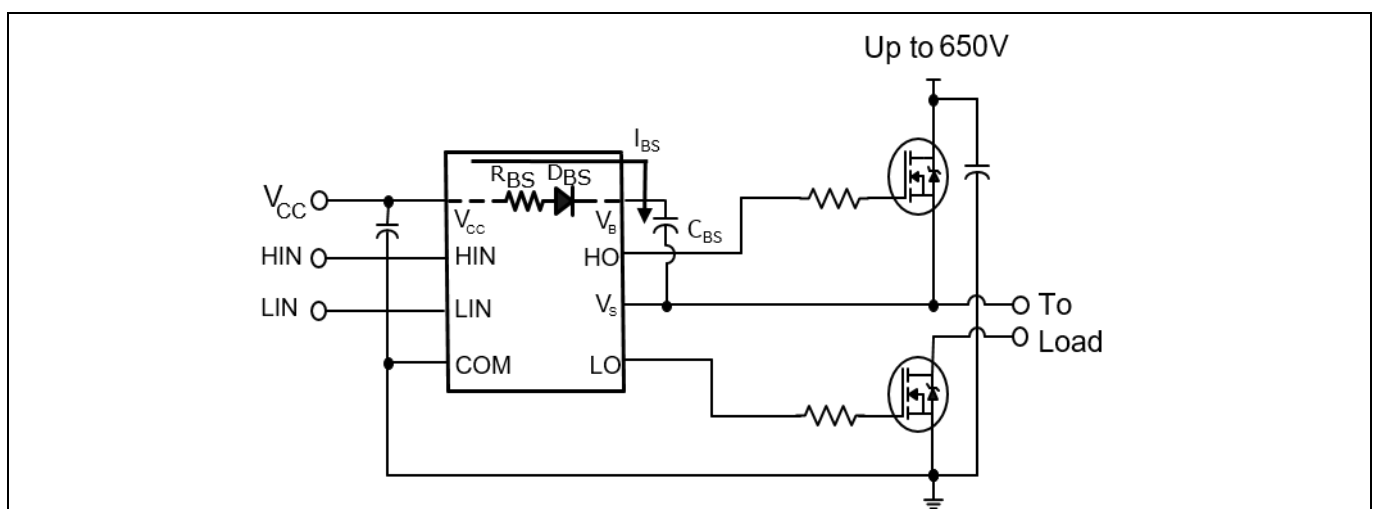 Up to 650V
I_BS
R_BS D_BS
V_CC
V_CC
V_B
C_BS
HIN
HIN
HO
LIN
LIN
V_S
To
Load
COM
LO